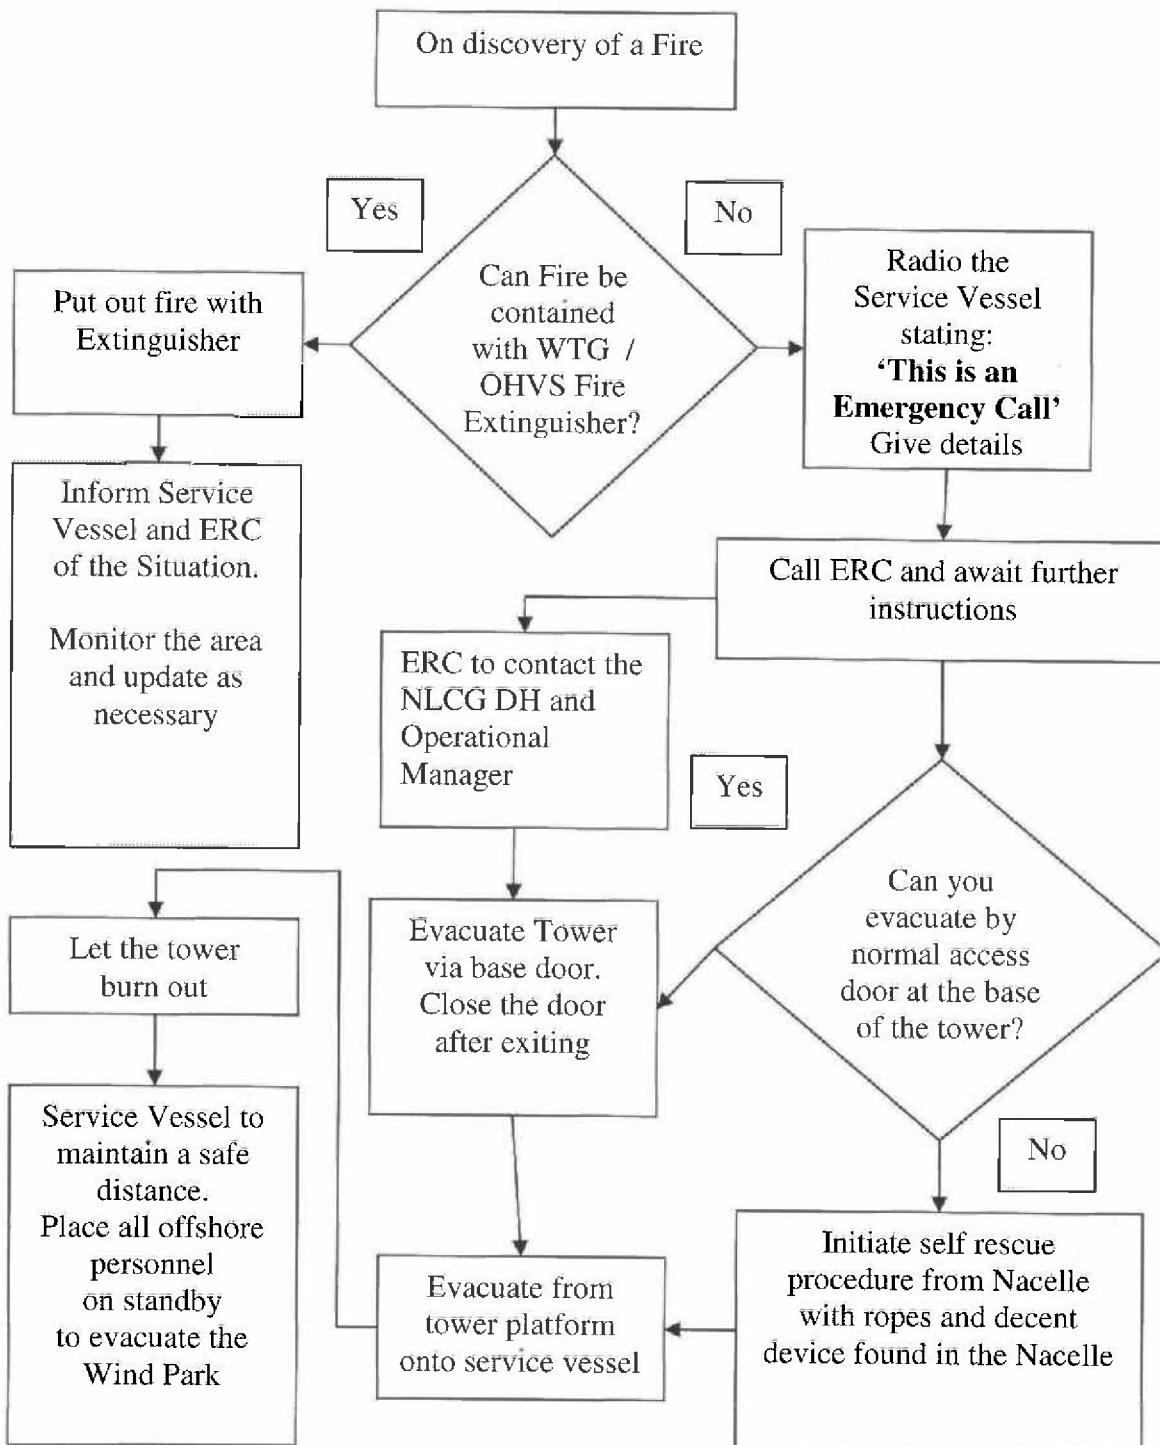 On discovery of a Fire
Yes
No
Can Fire be
contained
with WTG /
OHVS Fire
Extinguisher?
Put out fire with
Extinguisher
Radio the
Service Vessel
stating:
‘This is an
Emergency Call’
Give details
Inform Service
Vessel and ERC
of the Situation.
Monitor the area
and update as
necessary
Call ERC and await further
instructions
ERC to contact the
NLCG DH and
Operational
Manager
Yes
Can you
evacuate by
normal access
door at the base
of the tower?
Let the tower
burn out
Evacuate Tower
via base door.
Close the door
after exiting
No
Service Vessel to
maintain a safe
distance.
Place all offshore
personnel
on standby
to evacuate the
Wind Park
Evacuate from
tower platform
onto service vessel
Initiate self rescue
procedure from Nacelle
with ropes and decent
device found in the Nacelle